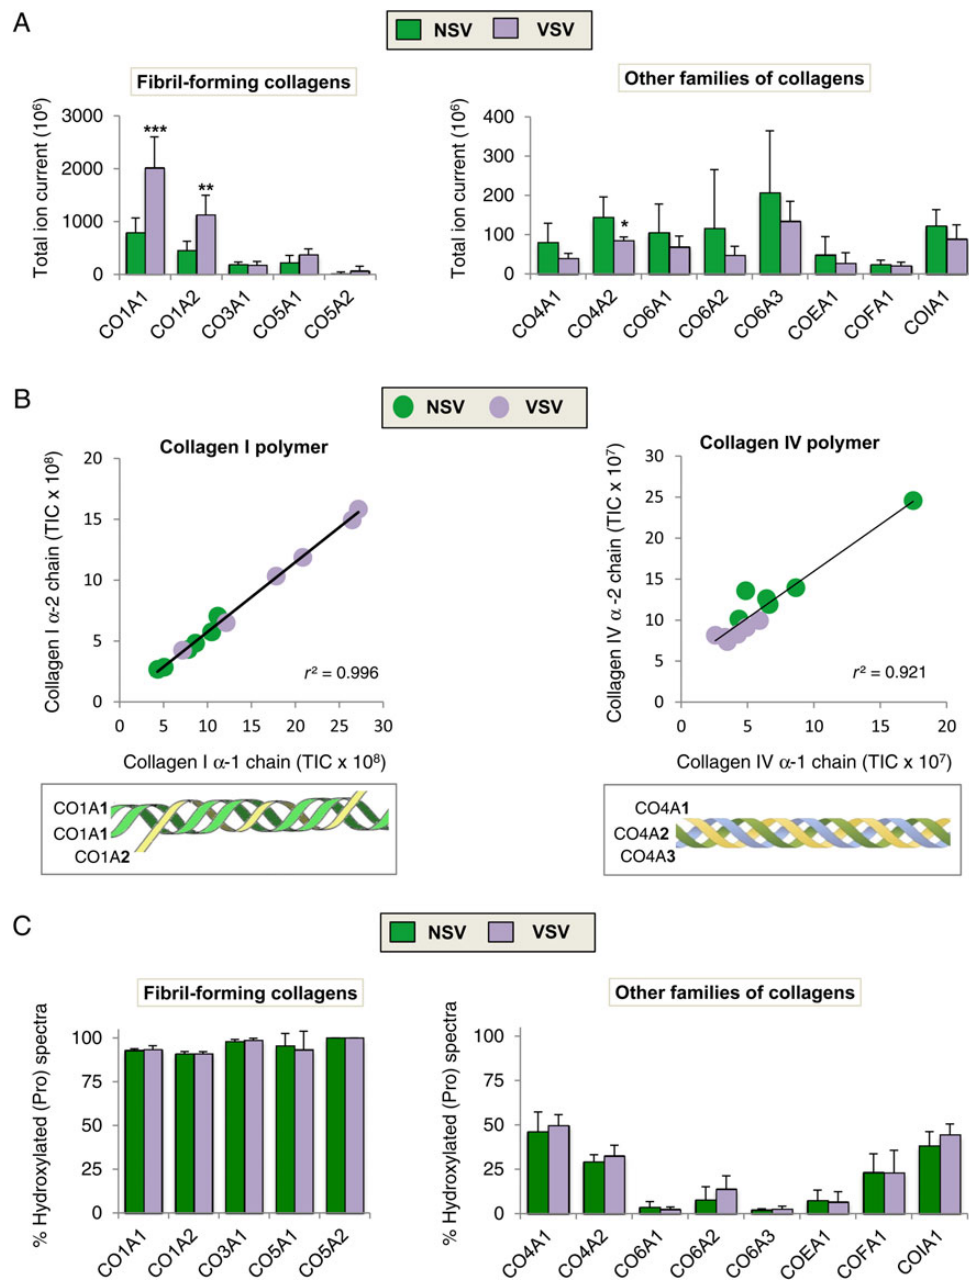 A
NSV VSV
Fibril-forming collagens
Other families of collagens
Total ion current (10⁶)
3000
2000
1000
0
***
**
CO1A1 CO1A2 CO3A1 CO5A1 CO5A2
Total ion current (10⁶)
400
300
200
100
0
*
CO4A1 CO4A2 CO6A1 CO6A2 CO6A3 COEA1 COFA1 COIA1
B
NSV VSV
Collagen I polymer
Collagen I α-2 chain (TIC x 10⁸)
20
15
10
5
0
r² = 0.996
0 5 10 15 20 25 30
Collagen I α-1 chain (TIC x 10⁸)
Collagen IV polymer
Collagen IV α -2 chain (TIC x 10⁷)
30
25
20
15
10
5
0
r² = 0.921
0 5 10 15 20
Collagen IV α-1 chain (TIC x 10⁷)
CO1A1
CO1A1
CO1A2
CO4A1
CO4A2
CO4A3
C
NSV VSV
Fibril-forming collagens
Other families of collagens
% Hydroxylated (Pro) spectra
100
75
50
25
0
CO1A1 CO1A2 CO3A1 CO5A1 CO5A2
% Hydroxylated (Pro) spectra
100
75
50
25
0
CO4A1 CO4A2 CO6A1 CO6A2 CO6A3 COEA1 COFA1 COIA1